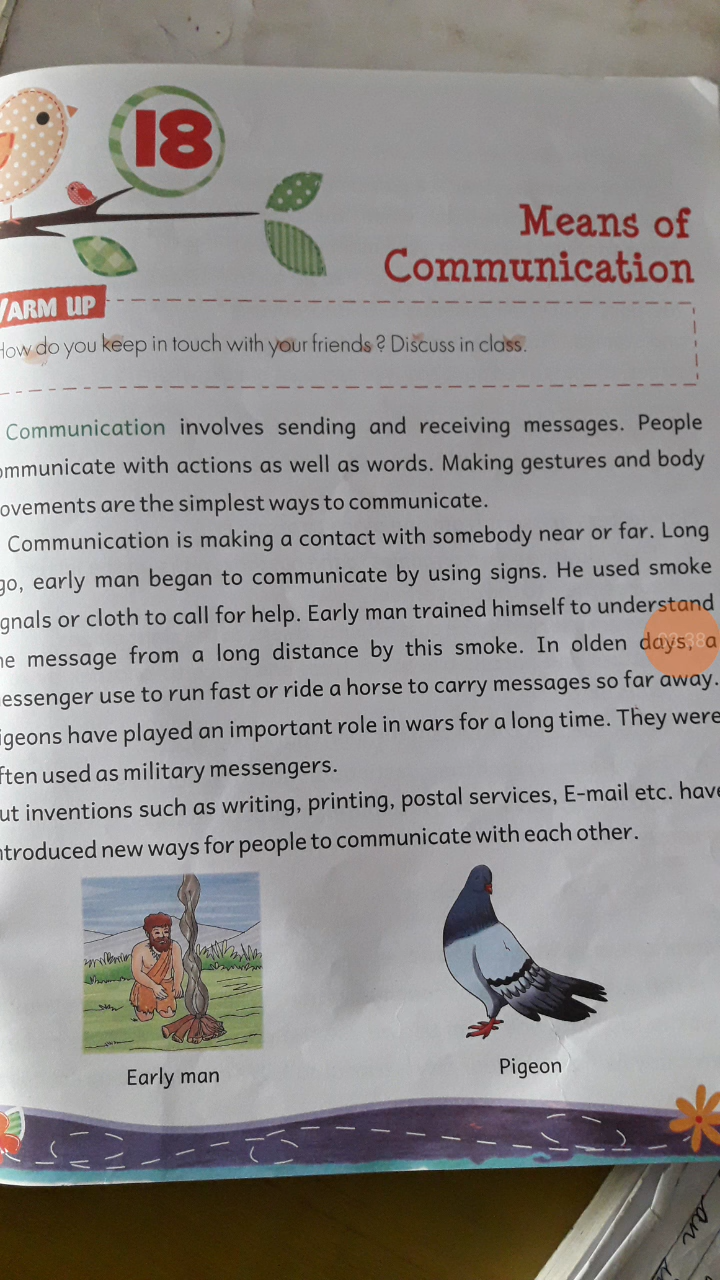 18
Means of
Communication
ARM UP
How do you keep in touch with your friends ? Discuss in class.
Communication involves sending and receiving messages. People
ommunicate with actions as well as words. Making gestures and body
ovements are the simplest ways to communicate.
Communication is making a contact with somebody near or far. Long
go, early man began to communicate by using signs. He used smoke
gnals or cloth to call for help. Early man trained himself to understand
e message from a long distance by this smoke. In olden days, a
essenger use to run fast or ride a horse to carry messages so far away.
igeons have played an important role in wars for a long time. They were
ften used as military messengers.
ut inventions such as writing, printing, postal services, E-mail etc. have
ntroduced new ways for people to communicate with each other.
Early man
Pigeon